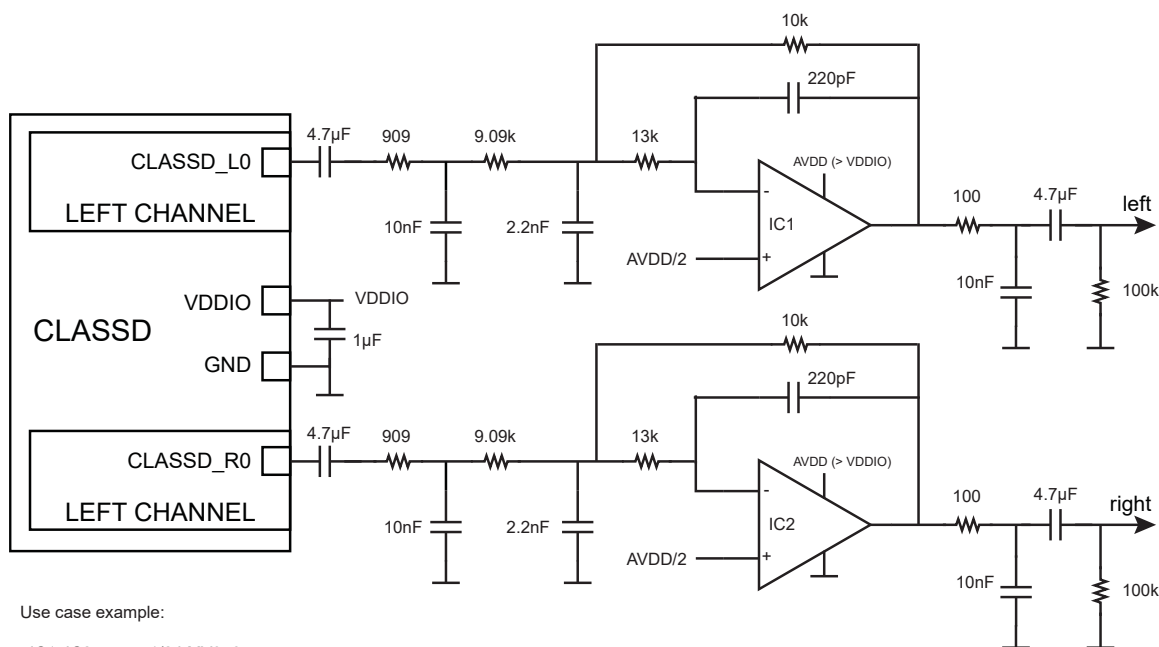 10k
220pF
4.7µF
909
9.09k
13k
CLASSD_L0
LEFT CHANNEL
10nF
2.2nF
AVDD (> VDDIO)
-
IC1
+
AVDD/2
100
4.7µF
left
10nF
100k
VDDIO
VDDIO
CLASSD
1µF
GND
10k
220pF
4.7µF
909
9.09k
13k
CLASSD_R0
LEFT CHANNEL
10nF
2.2nF
AVDD (> VDDIO)
-
IC2
+
AVDD/2
100
4.7µF
right
10nF
100k
Use case example: